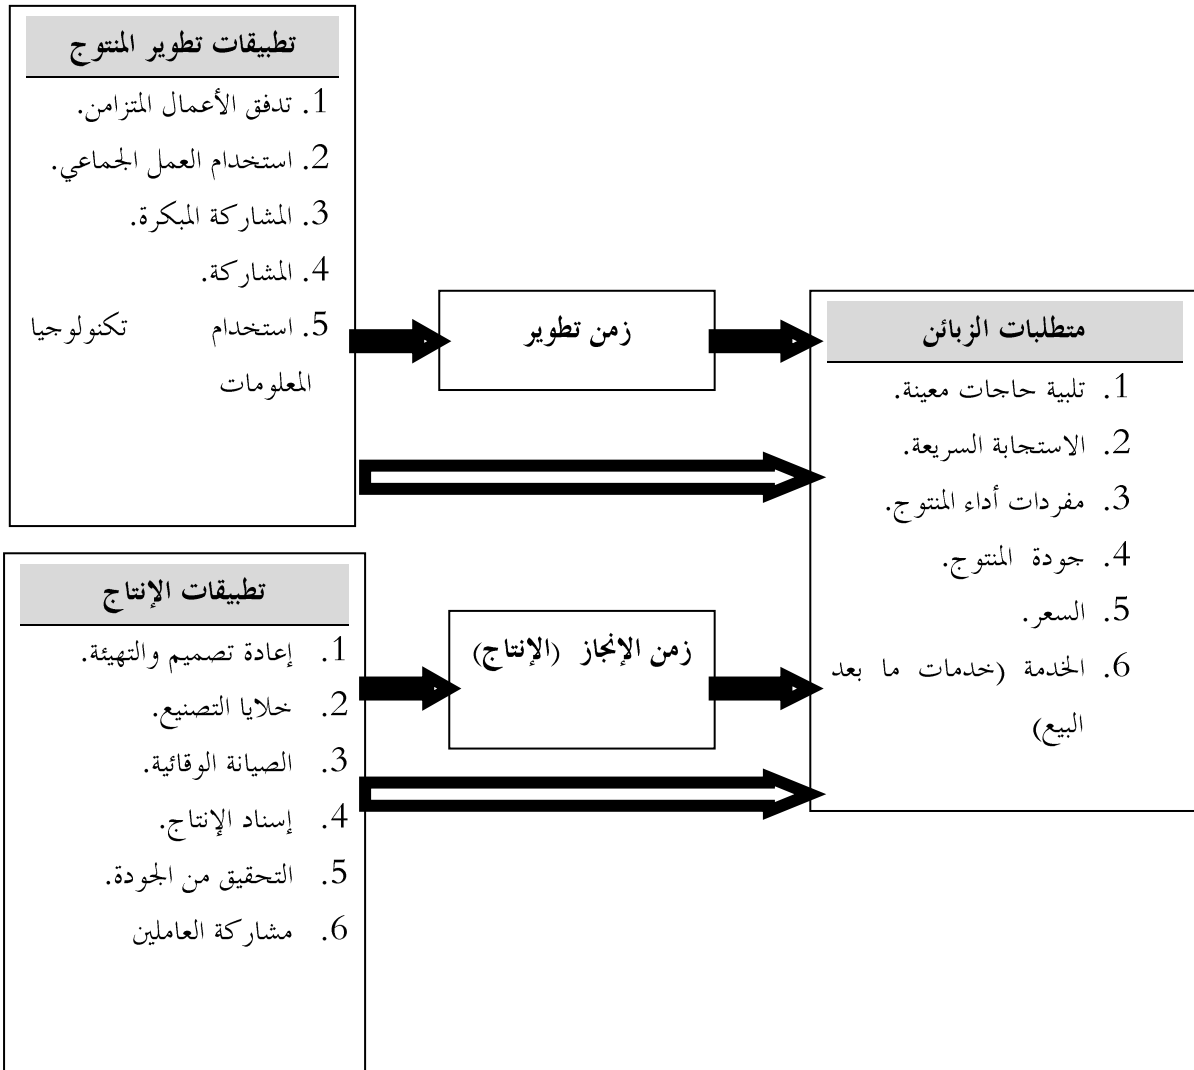 تطبيقات تطوير المنتوج
1. تدفق الأعمال المتزامن.
2. استخدام العمل الجماعي.
3. المشاركة المبكرة.
4. المشاركة.
5. استخدام تكنولوجيا
المعلومات
زمن تطوير
متطلبات الزبائن
1. تلبية حاجات معينة.
2. الاستجابة السريعة.
3. مفردات أداء المنتوج.
4. جودة المنتوج.
5. السعر.
6. الخدمة (خدمات ما بعد
البيع)
تطبيقات الإنتاج
1. إعادة تصميم والتهيئة.
2. خلايا التصنيع.
3. الصيانة الوقائية.
4. إسناد الإنتاج.
5. التحقيق من الجودة.
6. مشاركة العاملين
زمن الإنجاز (الإنتاج)